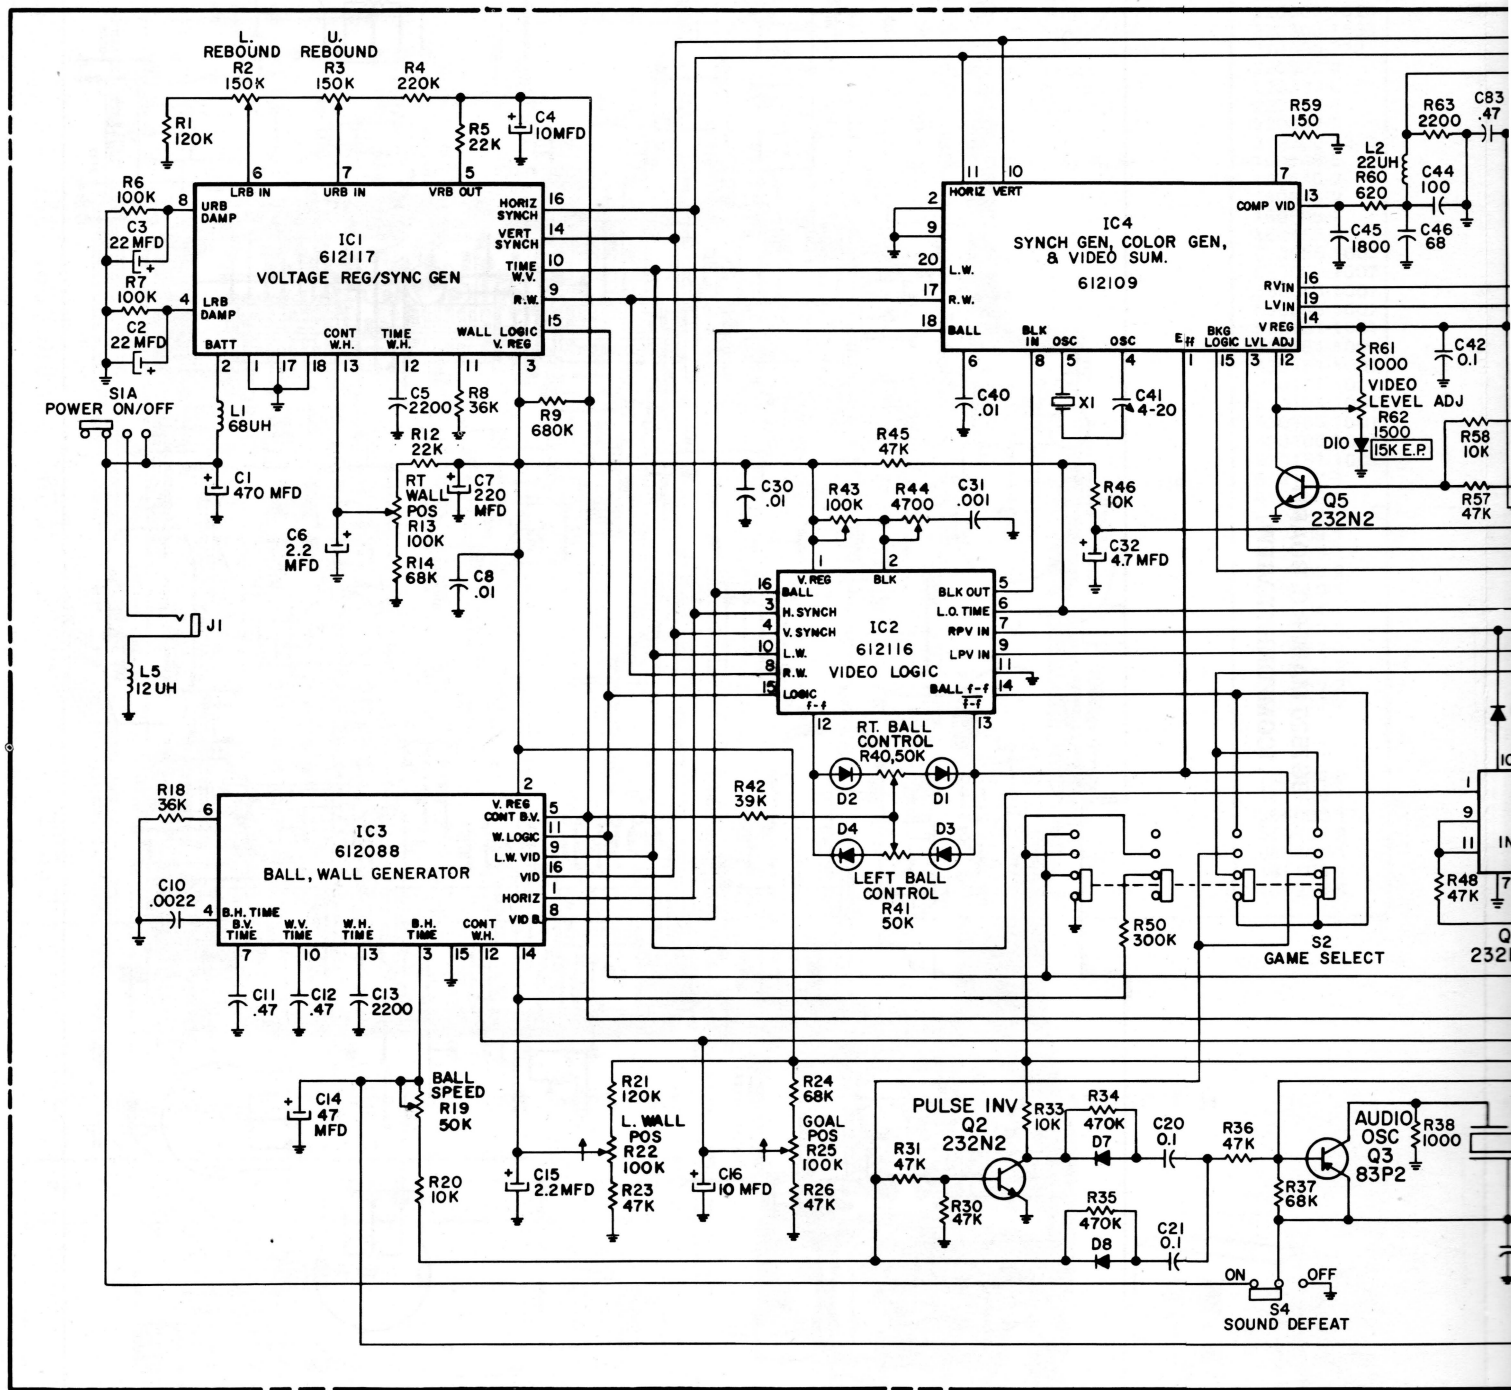 L.
REBOUND
R2
150K
U.
REBOUND
R3
150K
R4
220K
R1
120K
R5
22K
C4
10MFD
+
6
7
5
LRB IN
URB IN
VRB OUT
R6
100K
8
URB
DAMP
C3
22 MFD
+
R7
100K
4
LRB
DAMP
C2
22 MFD
+
IC1
612117
VOLTAGE REG/SYNC GEN
HORIZ
SYNCH
16
VERT
SYNCH
14
TIME
W.V.
10
R.W.
9
WALL LOGIC
15
V. REG
BATT
CONT
W.H.
TIME
W.H.
2
1
17
18
13
12
11
3
S1A
POWER ON/OFF
L1
68UH
C1
470 MFD
+
C5
2200
R8
36K
R9
680K
R12
22K
RT
WALL
POS
R13
100K
C7
220
MFD
+
C6
2.2
MFD
+
R14
68K
C8
.01
J1
L5
12UH
11
10
HORIZ
VERT
7
2
9
20
L.W.
17
R.W.
18
BALL
IC4
SYNCH GEN, COLOR GEN,
& VIDEO SUM.
612109
COMP VID
13
RVIN
16
LVIN
19
V REG
14
BLK
IN
OSC
OSC
E ff
BKG
LOGIC
LVL ADJ
6
8
5
4
1
15
3
12
R59
150
L2
22UH
R60
620
R63
2200
C83
.47
C44
100
C45
1800
C46
68
R61
1000
C42
0.1
VIDEO
LEVEL ADJ
R62
1500
15K E.P.
D10
R58
10K
R57
47K
Q5
232N2
C40
.01
X1
C41
4-20
R45
47K
C30
.01
R43
100K
R44
4700
C31
.001
R46
10K
C32
4.7 MFD
+
1
2
V. REG
BLK
16
BALL
3
H. SYNCH
4
V. SYNCH
10
L.W.
8
R.W.
15
LOGIC
f-f
IC2
612116
VIDEO LOGIC
BLK OUT
5
L.O. TIME
6
RPV IN
7
LPV IN
9
11
BALL f-f
14
f-f
12
13
RT. BALL
CONTROL
R40,50K
D2
D1
D4
D3
LEFT BALL
CONTROL
R41
50K
R42
39K
R18
36K
6
C10
.0022
4
B.H. TIME
IC3
612088
BALL, WALL GENERATOR
2
V. REG
CONT B.V.
5
W. LOGIC
11
L.W. VID
9
VID
16
HORIZ
1
VID B.
8
B.V.
TIME
W.V.
TIME
W.H.
TIME
B.H.
TIME
CONT
W.H.
7
10
13
3
15
12
14
C11
.47
C12
.47
C13
2200
R50
300K
S2
GAME SELECT
1
9
11
10
IN
7
R48
47K
Q
C14
47
MFD
+
BALL
SPEED
R19
50K
R20
10K
R21
120K
L. WALL
POS
R22
100K
R23
47K
C15
2.2MFD
+
R24
68K
GOAL
POS
R25
100K
R26
47K
C16
10 MFD
+
PULSE INV
Q2
232N2
R31
47K
R30
47K
R33
10K
R34
470K
D7
C20
0.1
R35
470K
D8
C21
0.1
R36
47K
R37
68K
AUDIO
OSC
Q3
83P2
R38
1000
ON
OFF
S4
SOUND DEFEAT